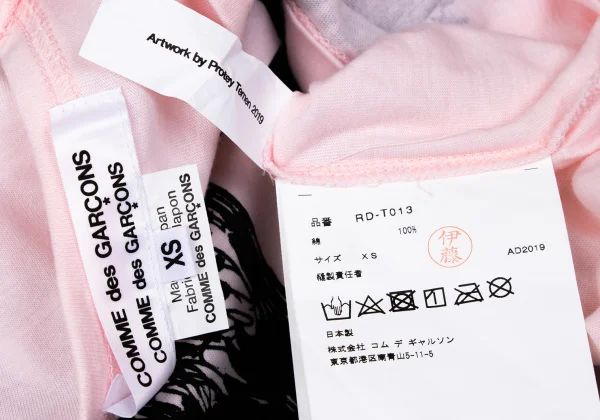 Artwork by Protey Temen 2019
COMME des GARÇONS
COMME des GARÇONS
XS
Japon
COMME des GARÇONS
品番 RD-T013
綿 100%
サイズ XS
縫製責任者
伊藤
AD2019
日本製
株式会社 コム デ ギャルソン
東京都港区南青山5-11-5